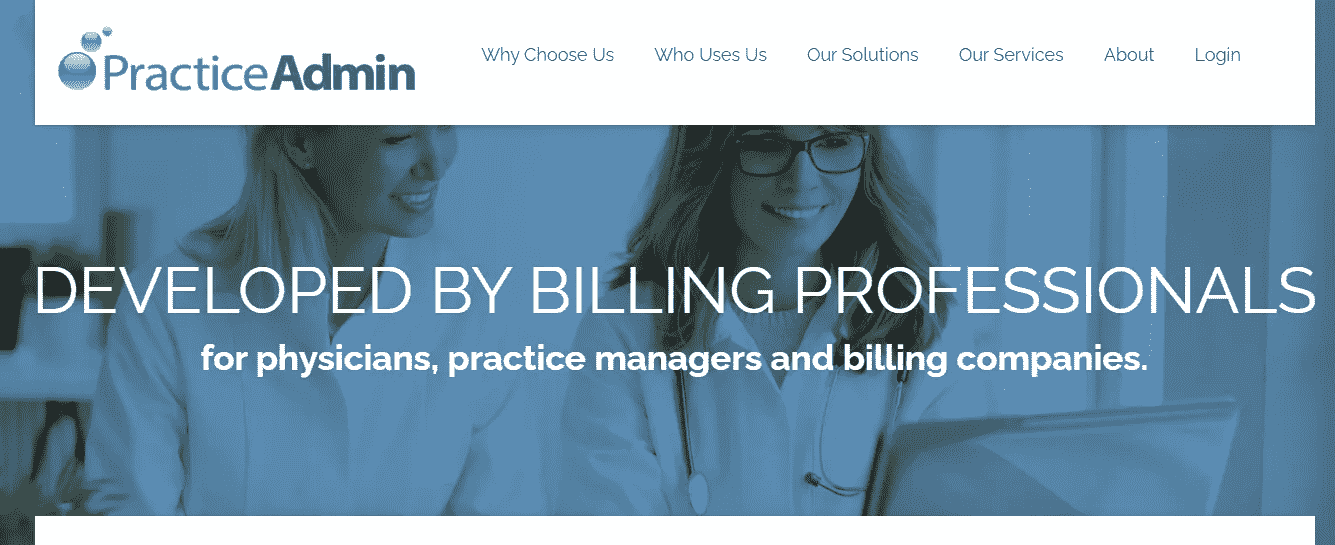 PracticeAdmin
Why Choose Us
Who Uses Us
Our Solutions
Our Services
About
Login
DEVELOPED BY BILLING PROFESSIONALS
for physicians, practice managers and billing companies.